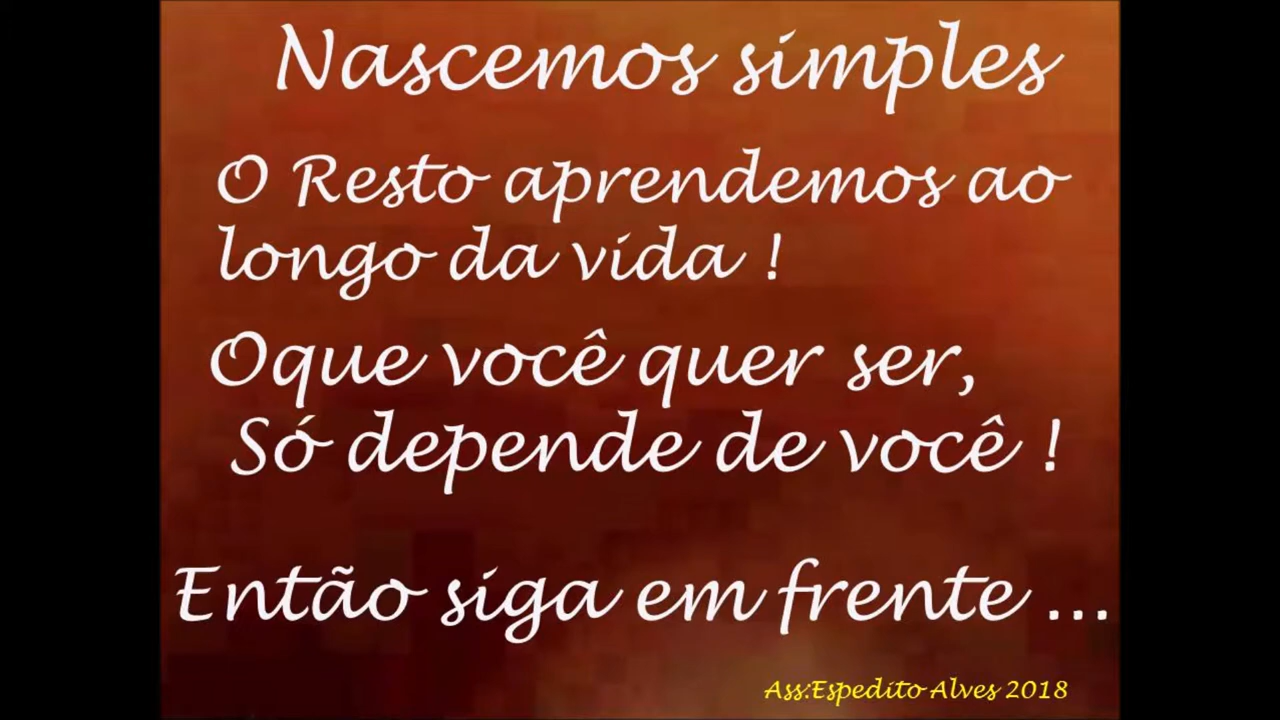 Nascemos simples
O Resto aprendemos ao
longo da vida !
Oque você quer ser,
Só depende de você !
Então siga em frente ...
Ass:Espedito Alves 2018